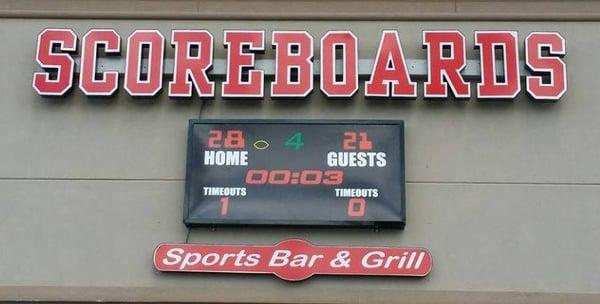 SCOREBOARDS
28 4 21
HOME GUESTS
00:03
TIMEOUTS TIMEOUTS
1 0
Sports Bar & Grill